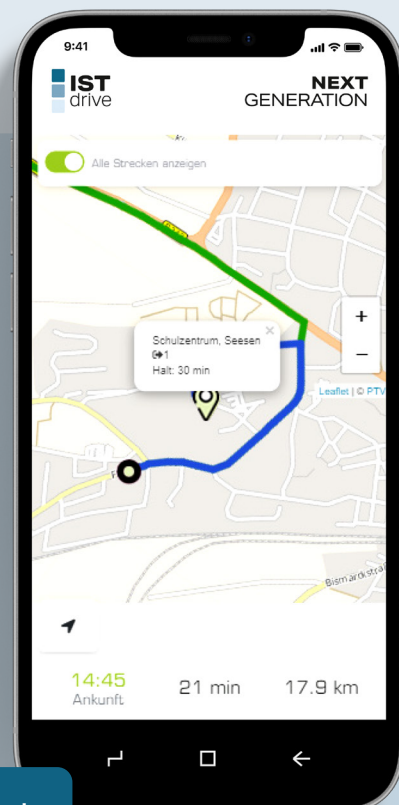 9:41
IST
drive
NEXT
GENERATION
Alle Strecken anzeigen
Schulzentrum, Seesen
1
Halt: 30 min
+
−
Leaflet | © PTV
Bismarckstraß
14:45
Ankunft
21 min
17.9 km